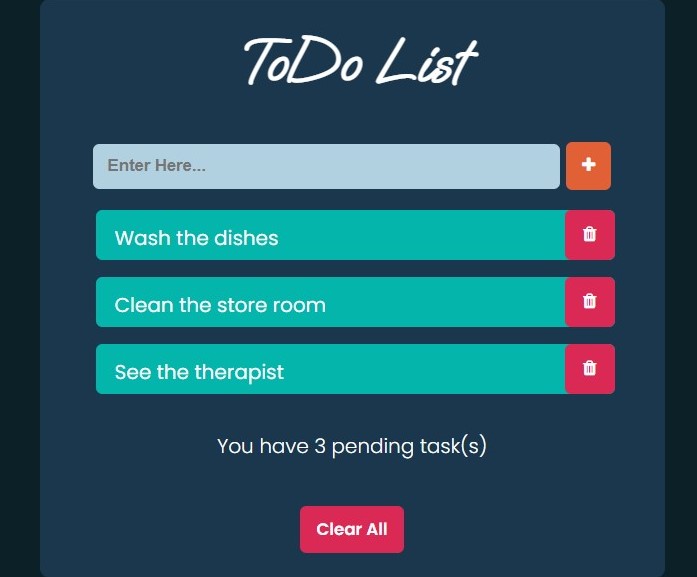 ToDo List
Enter Here...
Wash the dishes
Clean the store room
See the therapist
You have 3 pending task(s)
Clear All